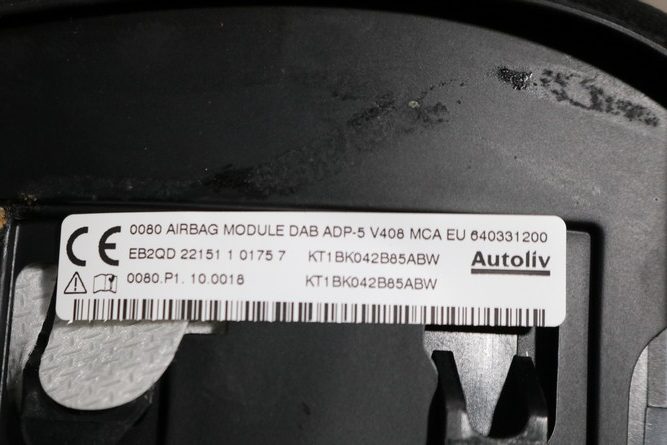 CE 0080 AIRBAG MODULE DAB ADP-5 V408 MCA EU 640331200
EB2QD 22151 1 0175 7 KT1BK042B85ABW Autoliv
0080.P1. 10.0018 KT1BK042B85ABW